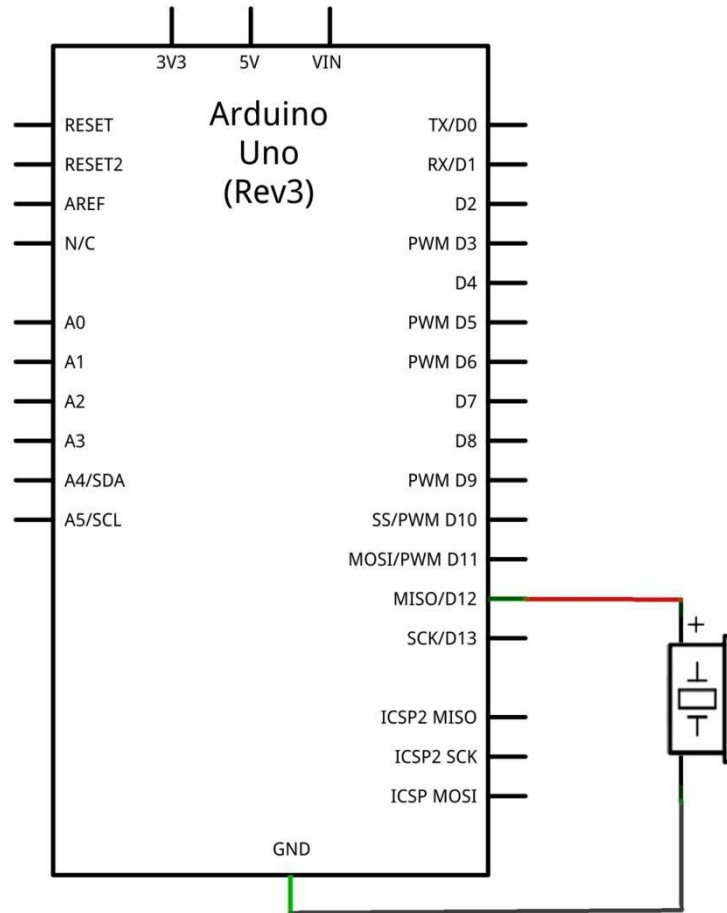 3V3 5V VIN
Arduino
Uno
(Rev3)
RESET
RESET2
AREF
N/C
A0
A1
A2
A3
A4/SDA
A5/SCL
TX/D0
RX/D1
D2
PWM D3
D4
PWM D5
PWM D6
D7
D8
PWM D9
SS/PWM D10
MOSI/PWM D11
MISO/D12
SCK/D13
ICSP2 MISO
ICSP2 SCK
ICSP MOSI
+
GND